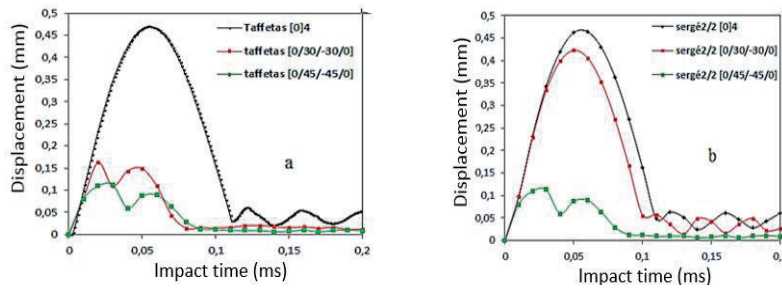 0,5
0,45
0,4
0,35
0,3
0,25
0,2
0,15
0,1
0,05
0
Displacement (mm)
Taffetas [0]4
taffetas [0/30/-30/0]
taffetas [0/45/-45/0]
a
0
0,05
0,1
0,15
0,2
Impact time (ms)
0,5
0,45
0,4
0,35
0,3
0,25
0,2
0,15
0,1
0,05
0
Displacement (mm)
sergé2/2 [0]4
sergé2/2 [0/30/-30/0]
sergé2/2 [0/45/-45/0]
b
0
0,05
0,1
0,15
0,2
Impact time (ms)